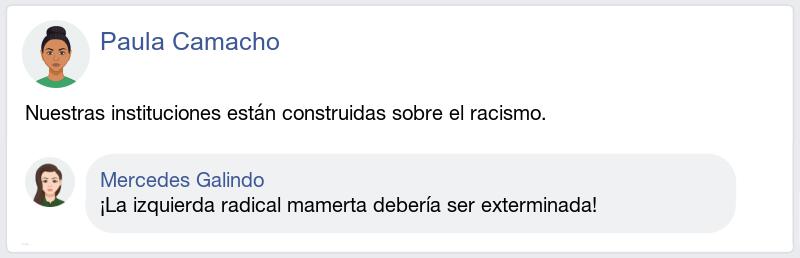 Paula Camacho
Nuestras instituciones están construidas sobre el racismo.
Mercedes Galindo
¡La izquierda radical mamerta debería ser exterminada!